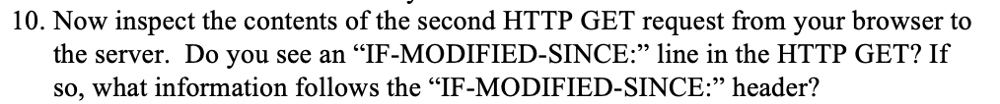 10. Now inspect the contents of the second HTTP GET request from your browser to
the server.  Do you see an “IF-MODIFIED-SINCE:” line in the HTTP GET? If
so, what information follows the “IF-MODIFIED-SINCE:” header?